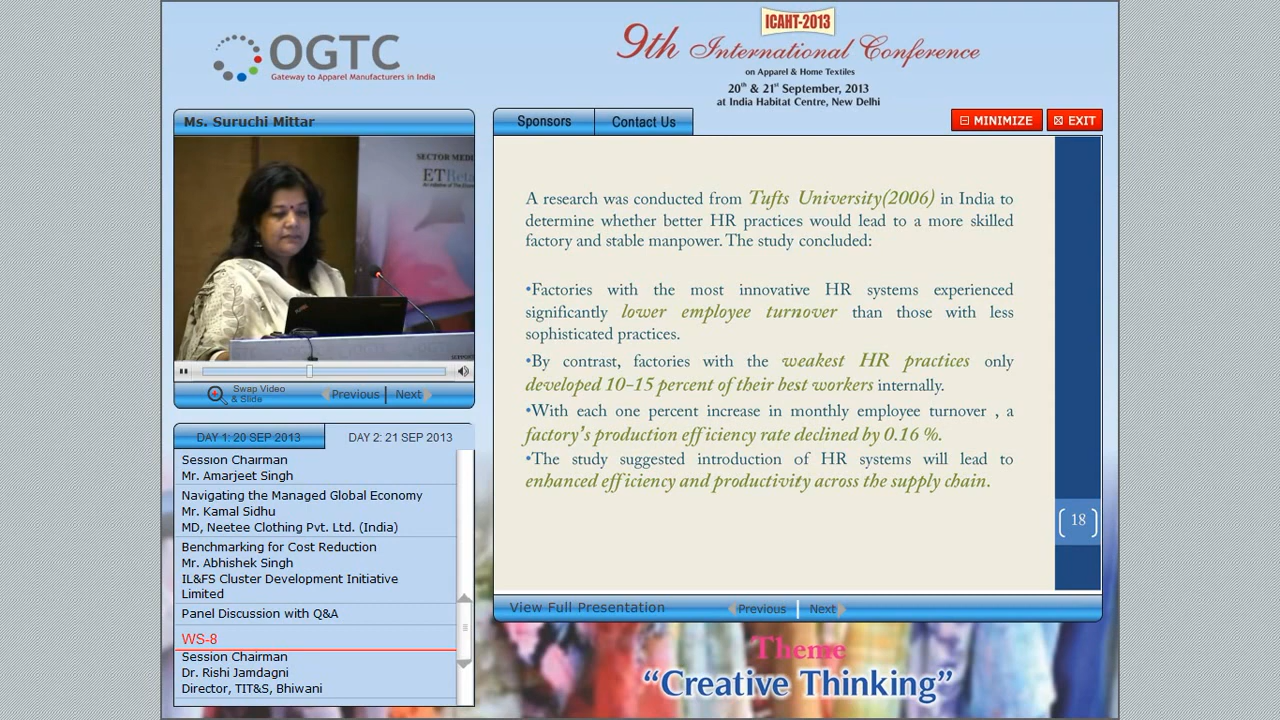 OGTC
Gateway to Apparel Manufacturers in India
ICAHT-2013
9th International Conference
on Apparel & Home Textiles
20th & 21st September, 2013
at India Habitat Centre, New Delhi
Ms. Suruchi Mittar
SECTOR MEDI
ETReta
Swap Video
& Slide
Previous
Next
DAY 1: 20 SEP 2013
DAY 2: 21 SEP 2013
Session Chairman
Mr. Amarjeet Singh
Navigating the Managed Global Economy
Mr. Kamal Sidhu
MD, Neetee Clothing Pvt. Ltd. (India)
Benchmarking for Cost Reduction
Mr. Abhishek Singh
IL&FS Cluster Development Initiative
Limited
Panel Discussion with Q&A
WS-8
Session Chairman
Dr. Rishi Jamdagni
Director, TIT&S, Bhiwani
Sponsors
Contact Us
MINIMIZE
EXIT
A research was conducted from Tufts University(2006) in India to
determine whether better HR practices would lead to a more skilled
factory and stable manpower. The study concluded:
•Factories with the most innovative HR systems experienced
significantly lower employee turnover than those with less
sophisticated practices.
•By contrast, factories with the weakest HR practices only
developed 10-15 percent of their best workers internally.
•With each one percent increase in monthly employee turnover , a
factory's production efficiency rate declined by 0.16 %.
•The study suggested introduction of HR systems will lead to
enhanced efficiency and productivity across the supply chain.
18
View Full Presentation
Previous
Next
Theme
“Creative Thinking”